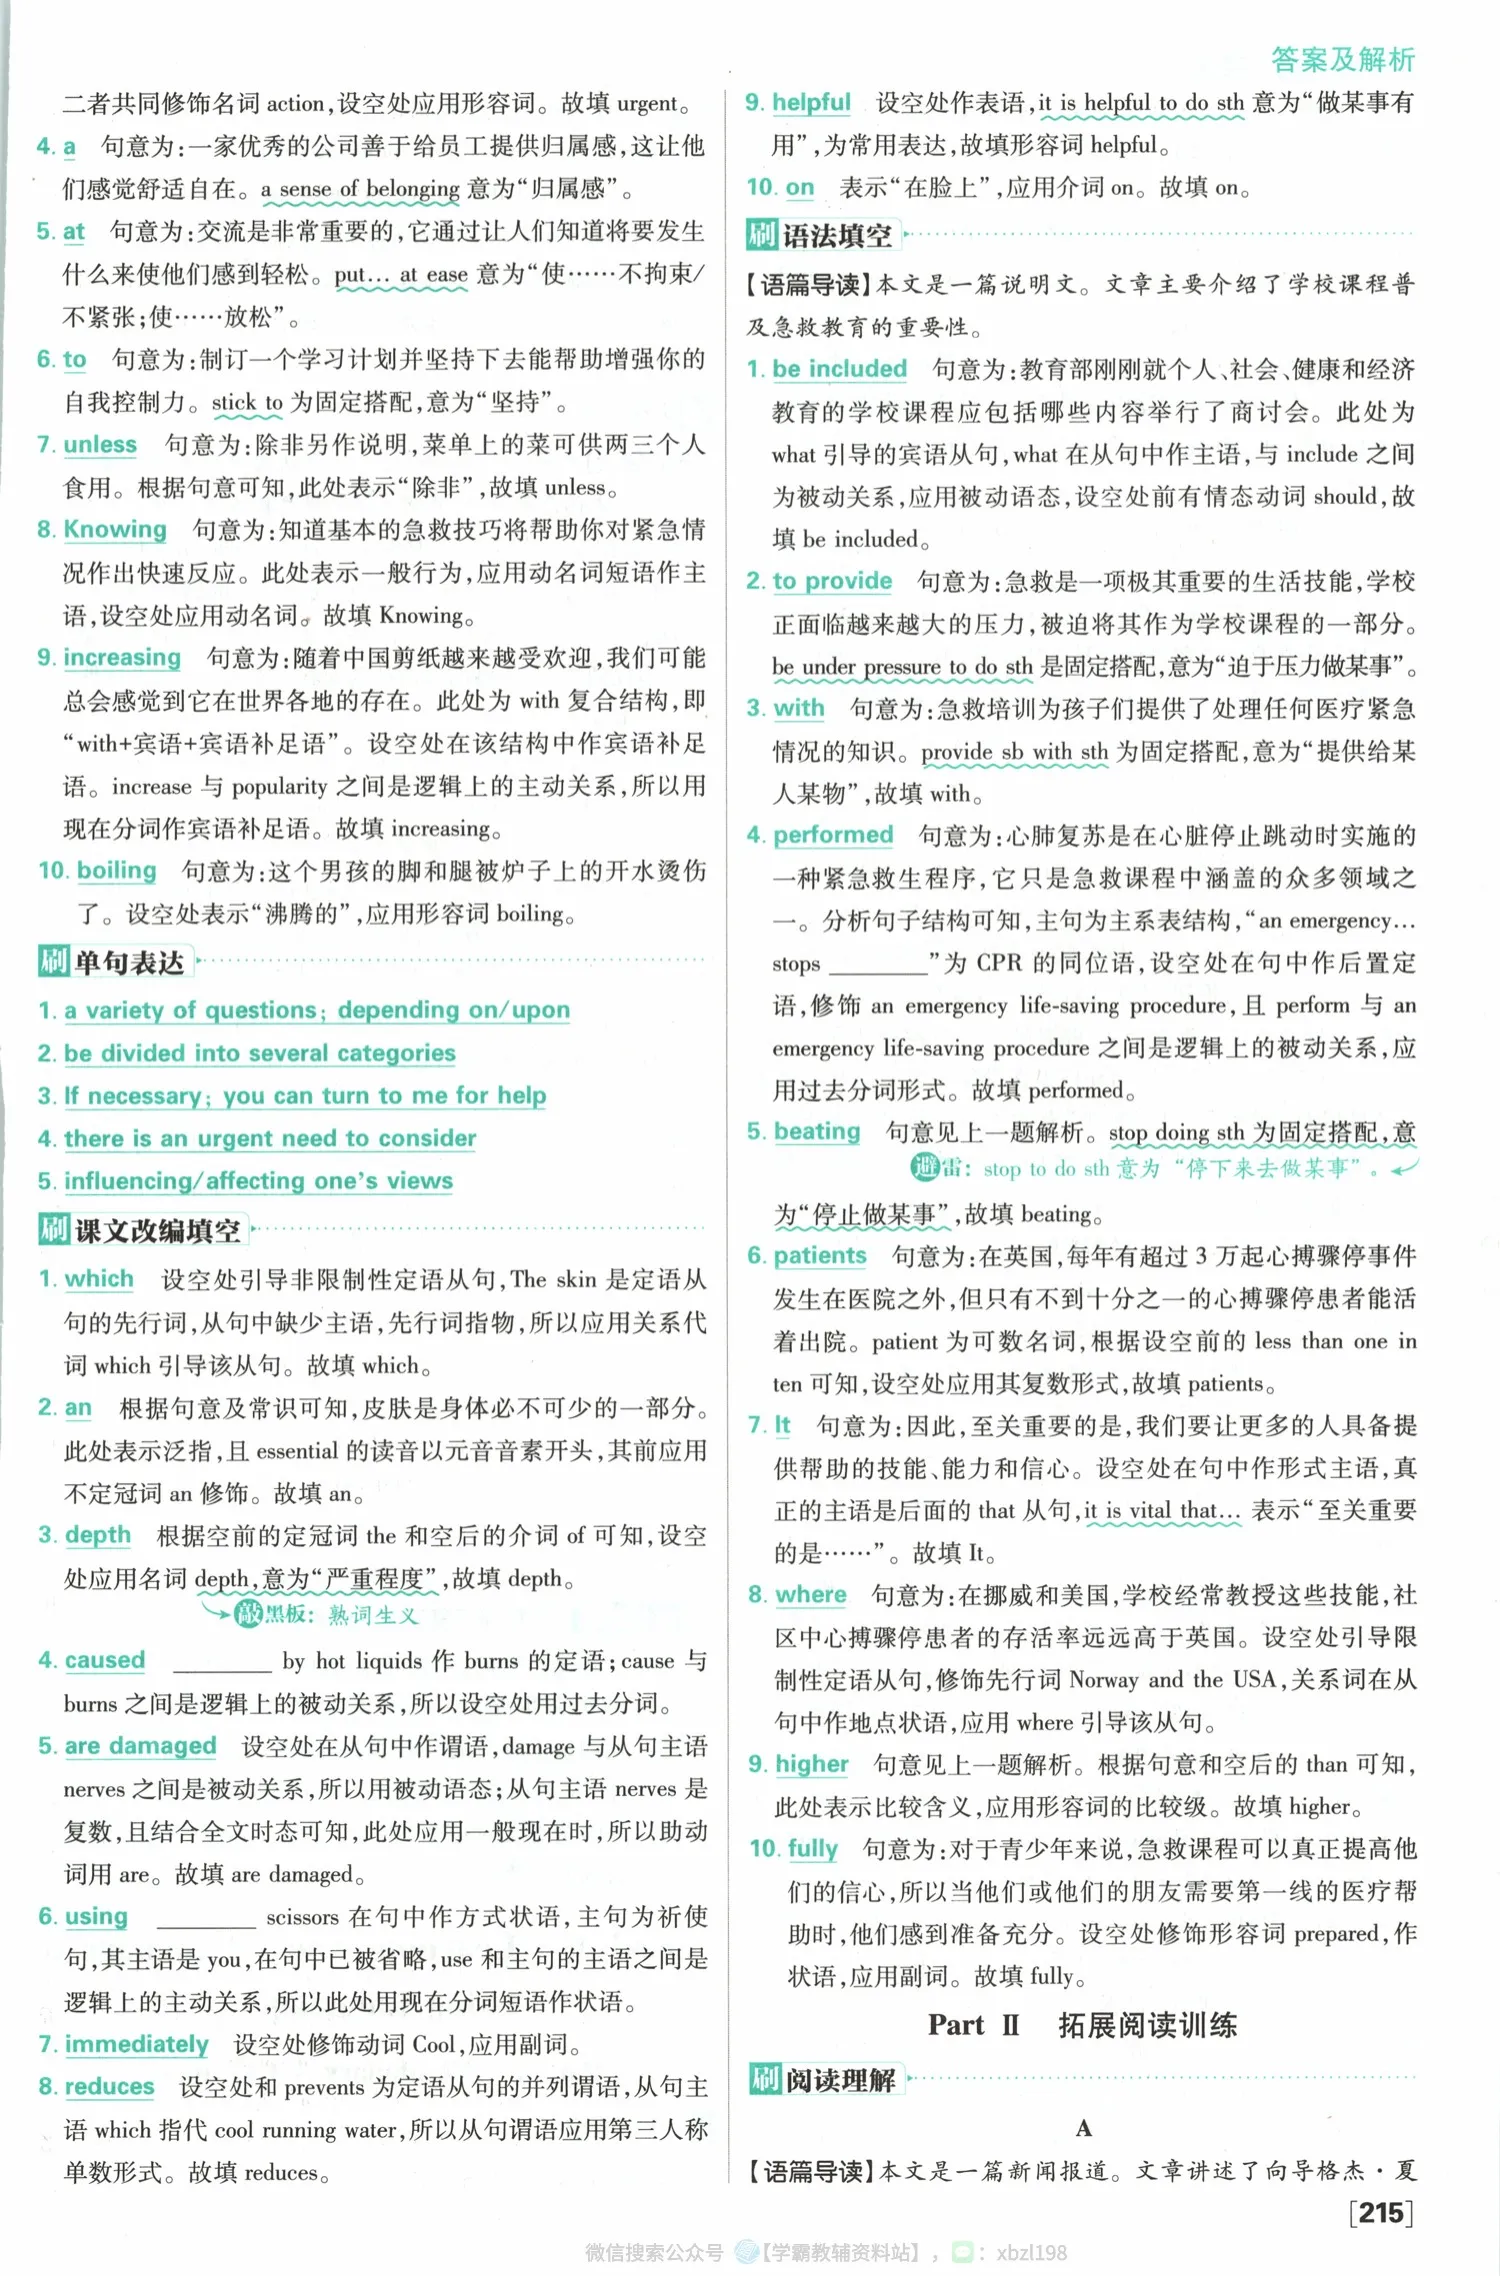 答案及解析
二者共同修饰名词 action,设空处应用形容词。故填 urgent。
4. a 句意为:一家优秀的公司善于给员工提供归属感,这让他
们感觉舒适自在。a sense of belonging 意为“归属感”。
5. at 句意为:交流是非常重要的,它通过让人们知道将要发生
什么来使他们感到轻松。put… at ease 意为“使……不拘束/
不紧张;使……放松”。
6. to 句意为:制订一个学习计划并坚持下去能帮助增强你的
自我控制力。stick to 为固定搭配,意为“坚持”。
7. unless 句意为:除非另作说明,菜单上的菜可供两三个人
食用。根据句意可知,此处表示“除非”,故填 unless。
8. Knowing 句意为:知道基本的急救技巧将帮助你对紧急情
况作出快速反应。此处表示一般行为,应用动名词短语作主
语,设空处应用动名词。故填 Knowing。
9. increasing 句意为:随着中国剪纸越来越受欢迎,我们可能
总会感觉到它在世界各地的存在。此处为 with 复合结构,即
“with+宾语+宾语补足语”。设空处在该结构中作宾语补足
语。increase 与 popularity 之间是逻辑上的主动关系,所以用
现在分词作宾语补足语。故填 increasing。
10. boiling 句意为:这个男孩的脚和腿被炉子上的开水烫伤
了。设空处表示“沸腾的”,应用形容词 boiling。
刷 单句表达
1. a variety of questions; depending on/upon
2. be divided into several categories
3. If necessary; you can turn to me for help
4. there is an urgent need to consider
5. influencing/affecting one's views
刷 课文改编填空
1. which 设空处引导非限制性定语从句,The skin 是定语从
句的先行词,从句中缺少主语,先行词指物,所以应用关系代
词 which 引导该从句。故填 which。
2. an 根据句意及常识可知,皮肤是身体必不可少的一部分。
此处表示泛指,且 essential 的读音以元音音素开头,其前应用
不定冠词 an 修饰。故填 an。
3. depth 根据空前的定冠词 the 和空后的介词 of 可知,设空
处应用名词 depth,意为“严重程度”,故填 depth。
敲黑板: 熟词生义
4. caused ________ by hot liquids 作 burns 的定语;cause 与
burns 之间是逻辑上的被动关系,所以设空处用过去分词。
5. are damaged 设空处在从句中作谓语,damage 与从句主语
nerves 之间是被动关系,所以用被动语态;从句主语 nerves 是
复数,且结合全文时态可知,此处应用一般现在时,所以助动
词用 are。故填 are damaged。
6. using ________ scissors 在句中作方式状语,主句为祈使
句,其主语是 you,在句中已被省略,use 和主句的主语之间是
逻辑上的主动关系,所以此处用现在分词短语作状语。
7. immediately 设空处修饰动词 Cool,应用副词。
8. reduces 设空处和 prevents 为定语从句的并列谓语,从句主
语 which 指代 cool running water,所以从句谓语应用第三人称
单数形式。故填 reduces。
9. helpful 设空处作表语,it is helpful to do sth 意为“做某事有
用”,为常用表达,故填形容词 helpful。
10. on 表示“在脸上”,应用介词 on。故填 on。
刷 语法填空
【语篇导读】本文是一篇说明文。文章主要介绍了学校课程普
及急救教育的重要性。
1. be included 句意为:教育部刚刚就个人、社会、健康和经济
教育的学校课程应包括哪些内容举行了商讨会。此处为
what 引导的宾语从句,what 在从句中作主语,与 include 之间
为被动关系,应用被动语态,设空处前有情态动词 should,故
填 be included。
2. to provide 句意为:急救是一项极其重要的生活技能,学校
正面临越来越大的压力,被迫将其作为学校课程的一部分。
be under pressure to do sth 是固定搭配,意为“迫于压力做某事”。
3. with 句意为:急救培训为孩子们提供了处理任何医疗紧急
情况的知识。provide sb with sth 为固定搭配,意为“提供给某
人某物”,故填 with。
4. performed 句意为:心肺复苏是在心脏停止跳动时实施的
一种紧急救生程序,它只是急救课程中涵盖的众多领域之
一。分析句子结构可知,主句为主系表结构,“an emergency…
stops ________”为 CPR 的同位语,设空处在句中作后置定
语,修饰 an emergency life-saving procedure,且 perform 与 an
emergency life-saving procedure 之间是逻辑上的被动关系,应
用过去分词形式。故填 performed。
5. beating 句意见上一题解析。stop doing sth 为固定搭配,意
避雷: stop to do sth 意为“停下来去做某事”。
为“停止做某事”,故填 beating。
6. patients 句意为:在英国,每年有超过 3 万起心搏骤停事件
发生在医院之外,但只有不到十分之一的心搏骤停患者能活
着出院。patient 为可数名词,根据设空前的 less than one in
ten 可知,设空处应用其复数形式,故填 patients。
7. It 句意为:因此,至关重要的是,我们要让更多的人具备提
供帮助的技能、能力和信心。设空处在句中作形式主语,真
正的主语是后面的 that 从句,it is vital that… 表示“至关重要
的是……”。故填 It。
8. where 句意为:在挪威和美国,学校经常教授这些技能,社
区中心搏骤停患者的存活率远远高于英国。设空处引导限
制性定语从句,修饰先行词 Norway and the USA,关系词在从
句中作地点状语,应用 where 引导该从句。
9. higher 句意见上一题解析。根据句意和空后的 than 可知,
此处表示比较含义,应用形容词的比较级。故填 higher。
10. fully 句意为:对于青少年来说,急救课程可以真正提高他
们的信心,所以当他们或他们的朋友需要第一线的医疗帮
助时,他们感到准备充分。设空处修饰形容词 prepared,作
状语,应用副词。故填 fully。
Part Ⅱ 拓展阅读训练
刷 阅读理解
A
【语篇导读】本文是一篇新闻报道。文章讲述了向导格杰·夏
[215]
微信搜索公众号 【学霸教辅资料站】, : xbzl198